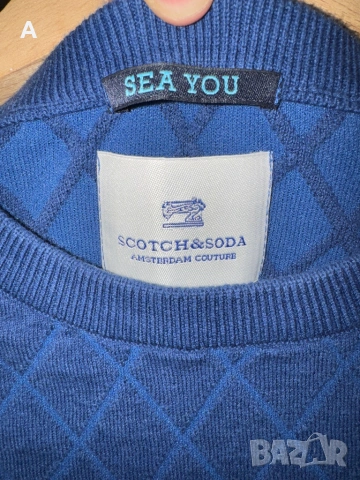 A
SEA YOU
SCOTCH&SODA
AMSTERDAM COUTURE
BAZAR